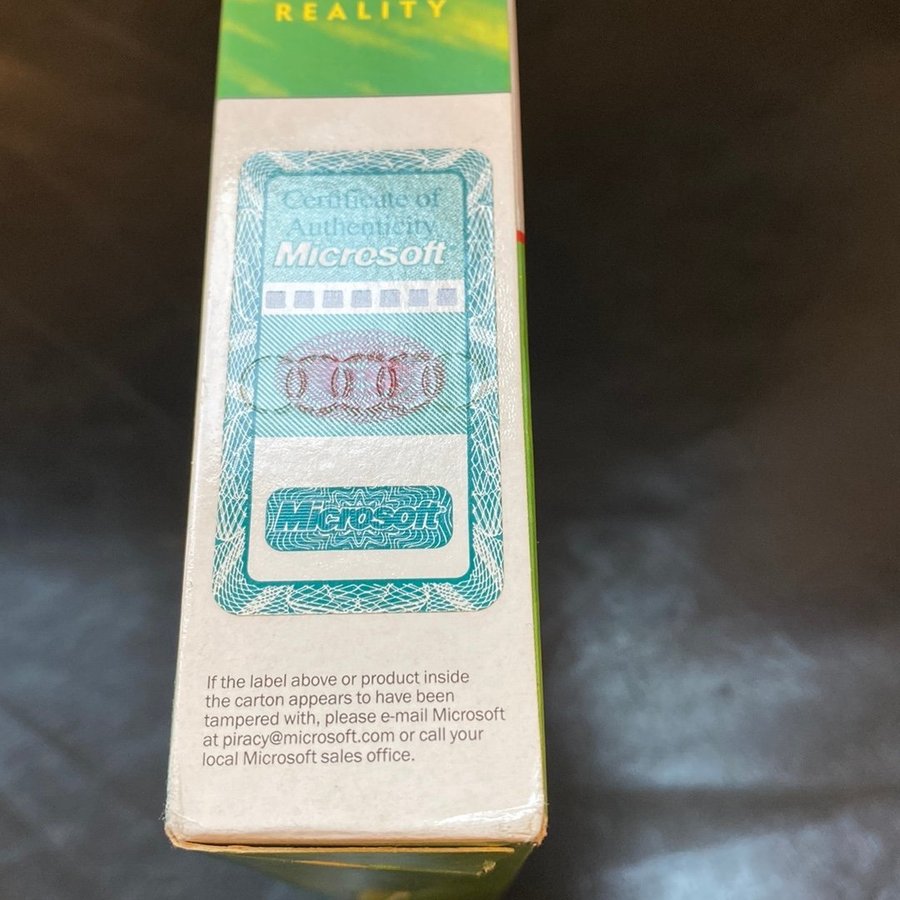 REALITY
Certificate of
Authenticity
Microsoft
Microsoft
If the label above or product inside
the carton appears to have been
tampered with, please e-mail Microsoft
at piracy@microsoft.com or call your
local Microsoft sales office.